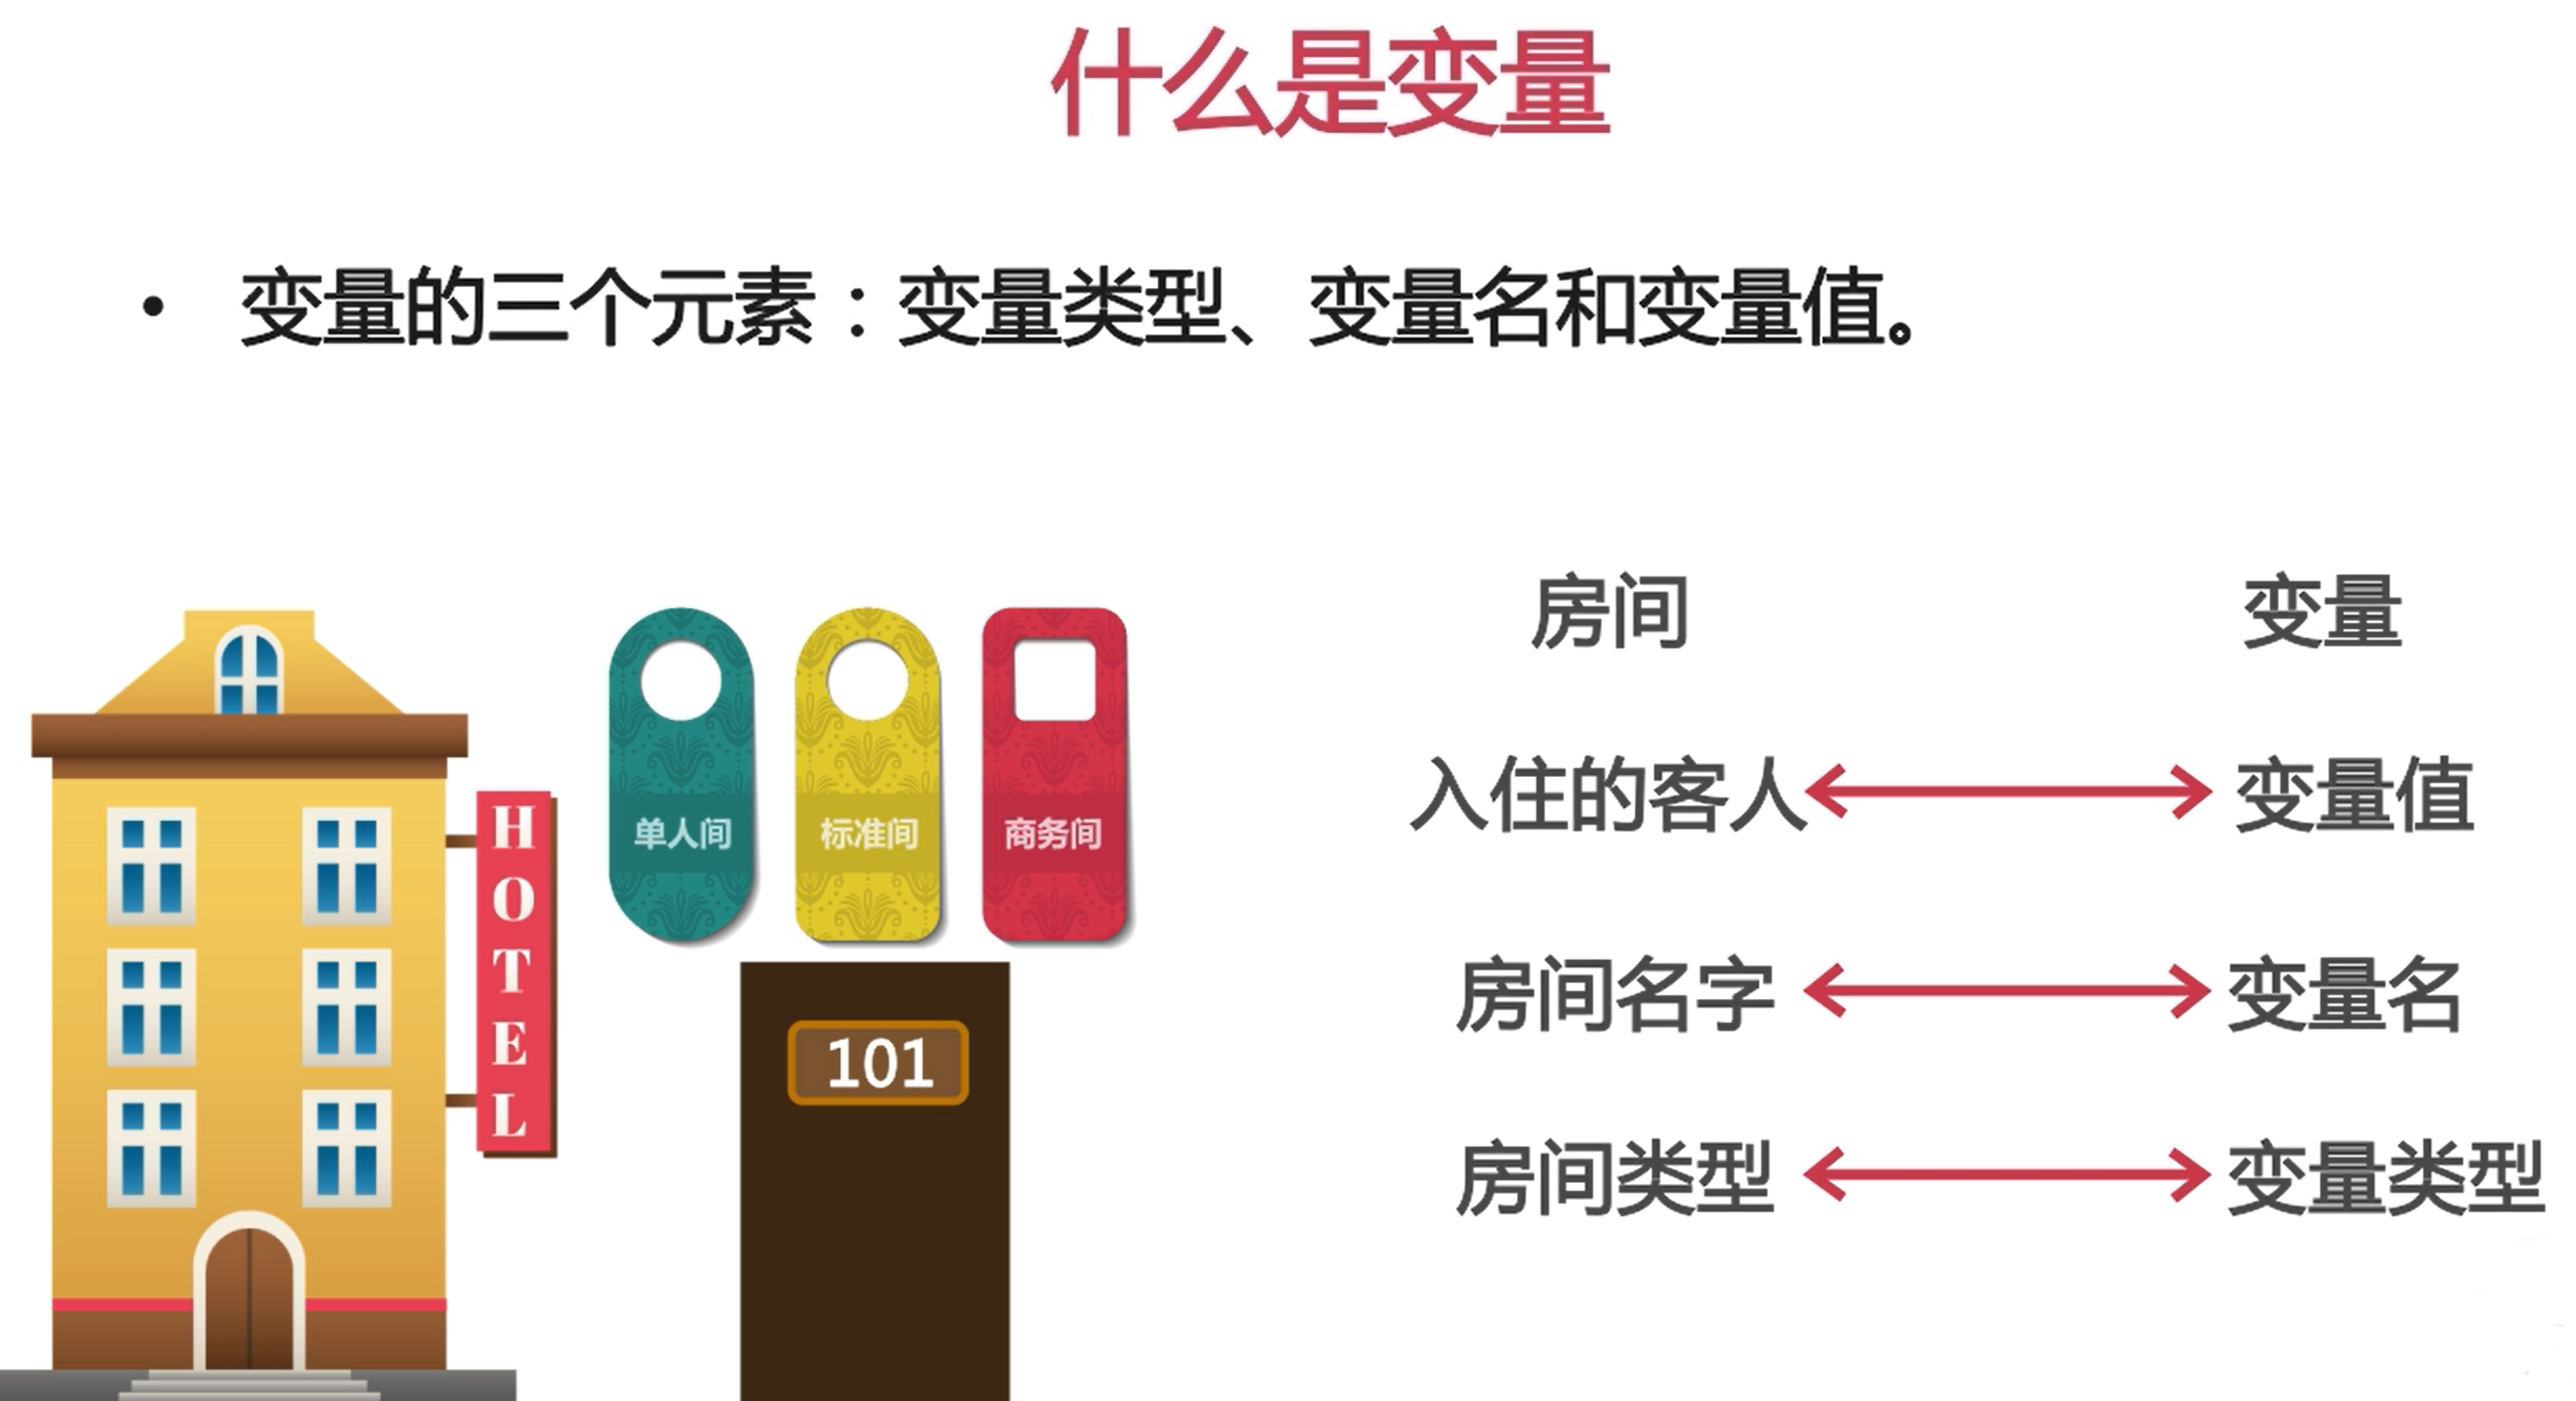 什么是变量
• 变量的三个元素：变量类型、变量名和变量值。
房间 变量
入住的客人 变量值
房间名字 变量名
房间类型 变量类型
单人间 标准间 商务间
HOTEL
101